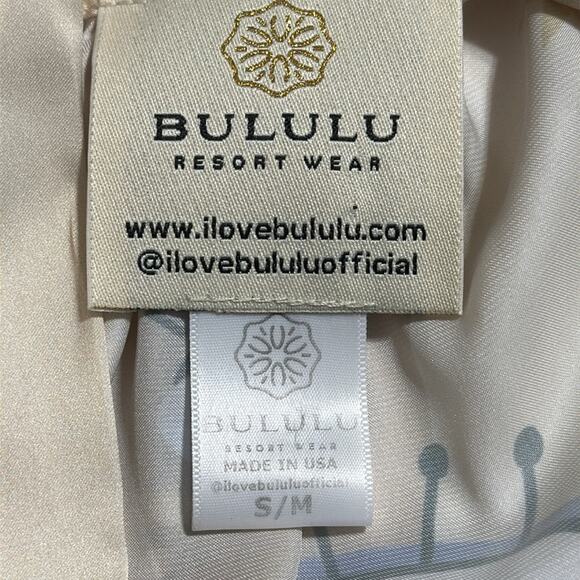 BULULU
RESORT WEAR
www.ilovebululu.com
@ilovebululuofficial
BULULU
RESORT WEAR
MADE IN USA
@ilovebululuofficial
S/M